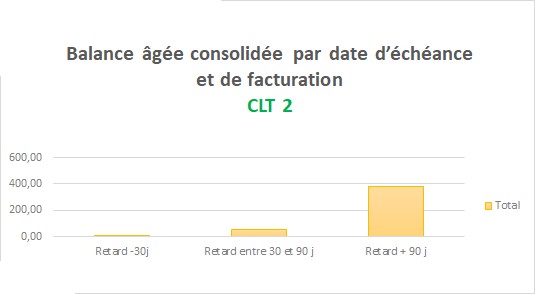 Balance âgée consolidée par date d’échéance
et de facturation
CLT 2
600,00
400,00
200,00
0,00
Retard -30j
Retard entre 30 et 90 j
Retard + 90 j
Total